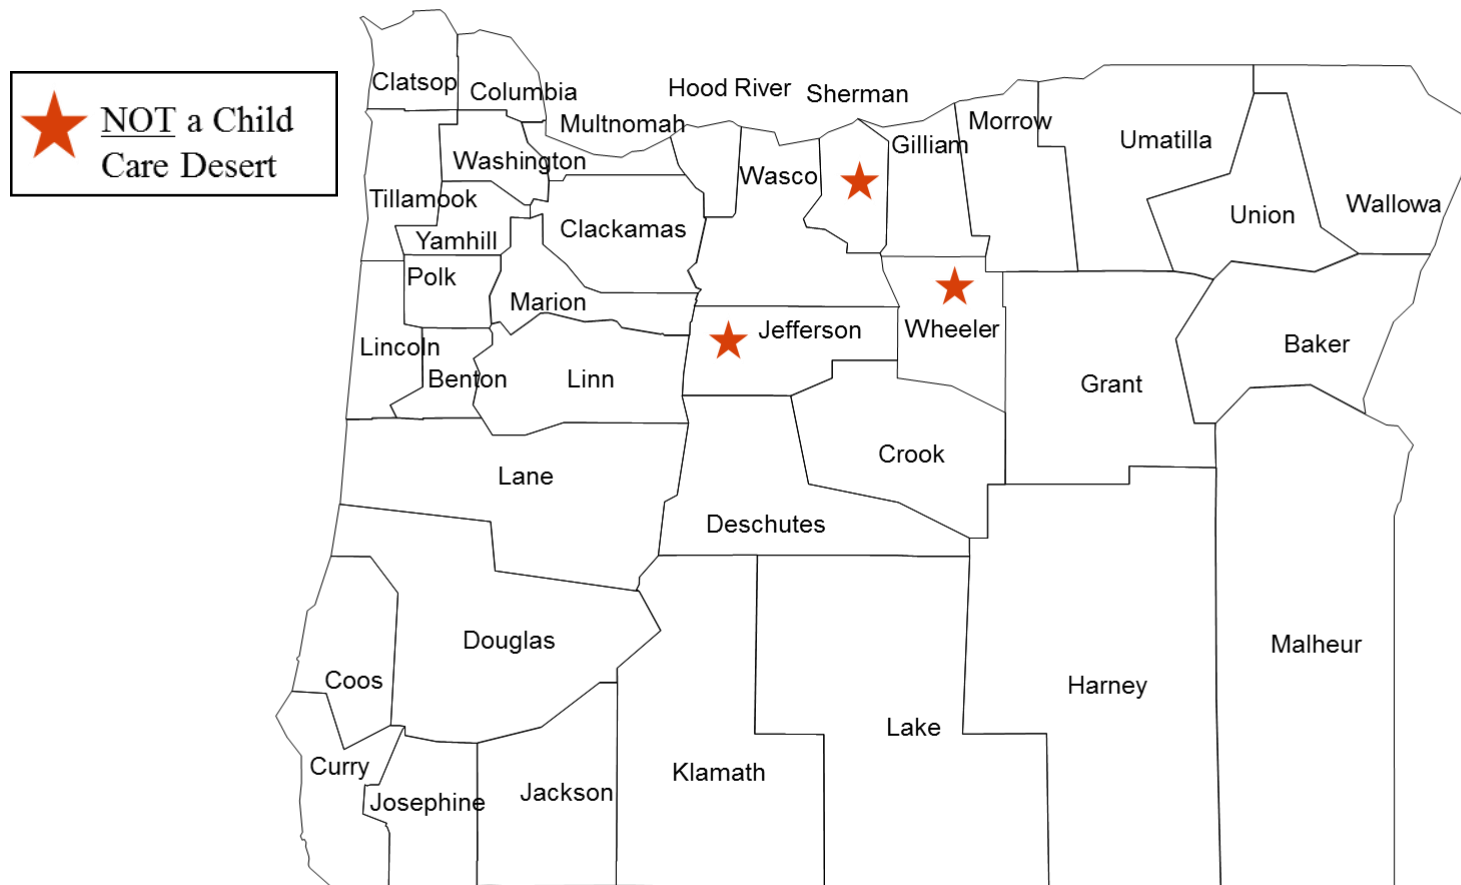 NOT a Child
Care Desert
Clatsop
Columbia
Hood River
Sherman
Multnomah
Morrow
Gilliam
Umatilla
Washington
Wasco
Tillamook
Union
Wallowa
Clackamas
Yamhill
Polk
Marion
Jefferson
Wheeler
Lincoln
Baker
Benton
Linn
Grant
Crook
Lane
Deschutes
Douglas
Malheur
Coos
Harney
Lake
Curry
Klamath
Josephine
Jackson